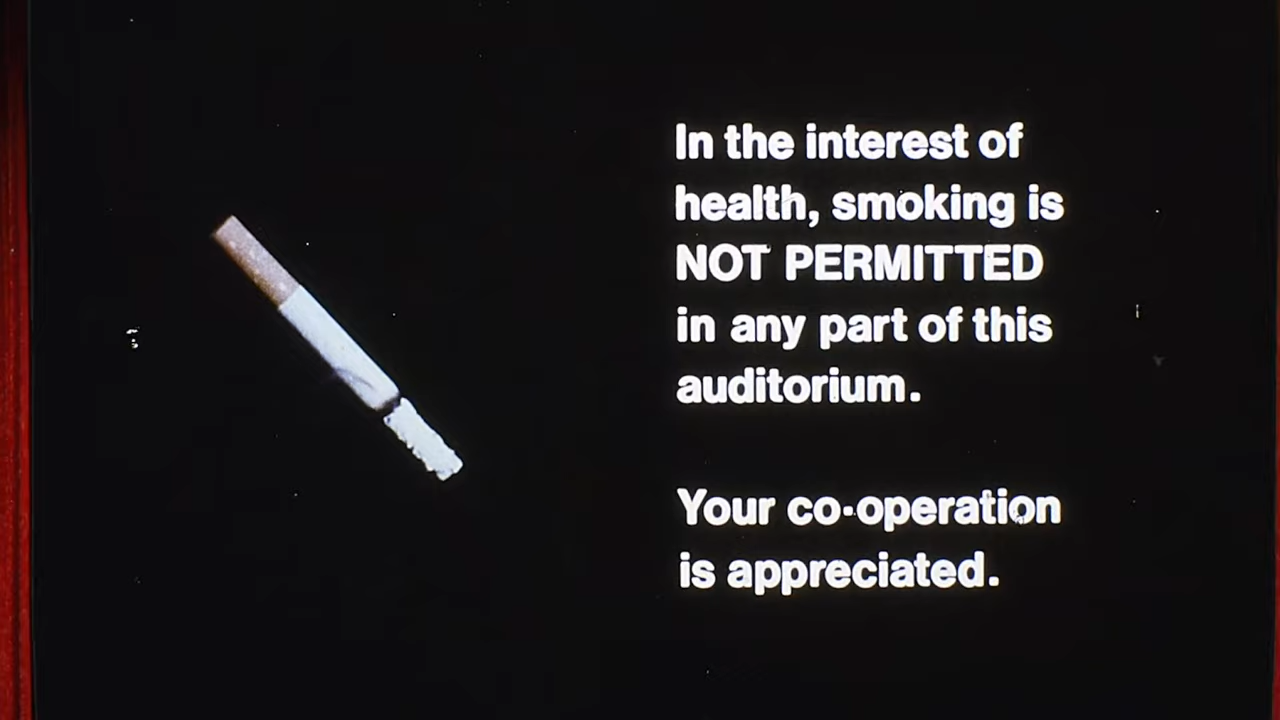 In the interest of
health, smoking is
NOT PERMITTED
in any part of this
auditorium.
Your co-operation
is appreciated.